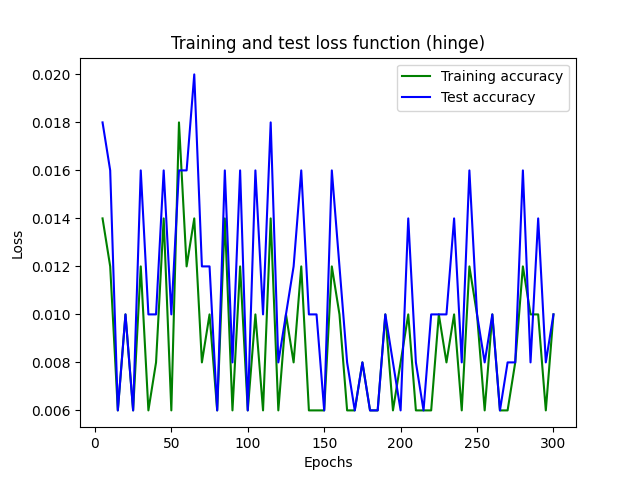 Training and test loss function (hinge)
Training accuracy
Test accuracy
0.020
0.018
0.016
0.014
0.012
0.010
0.008
0.006
Loss
0 50 100 150 200 250 300
Epochs